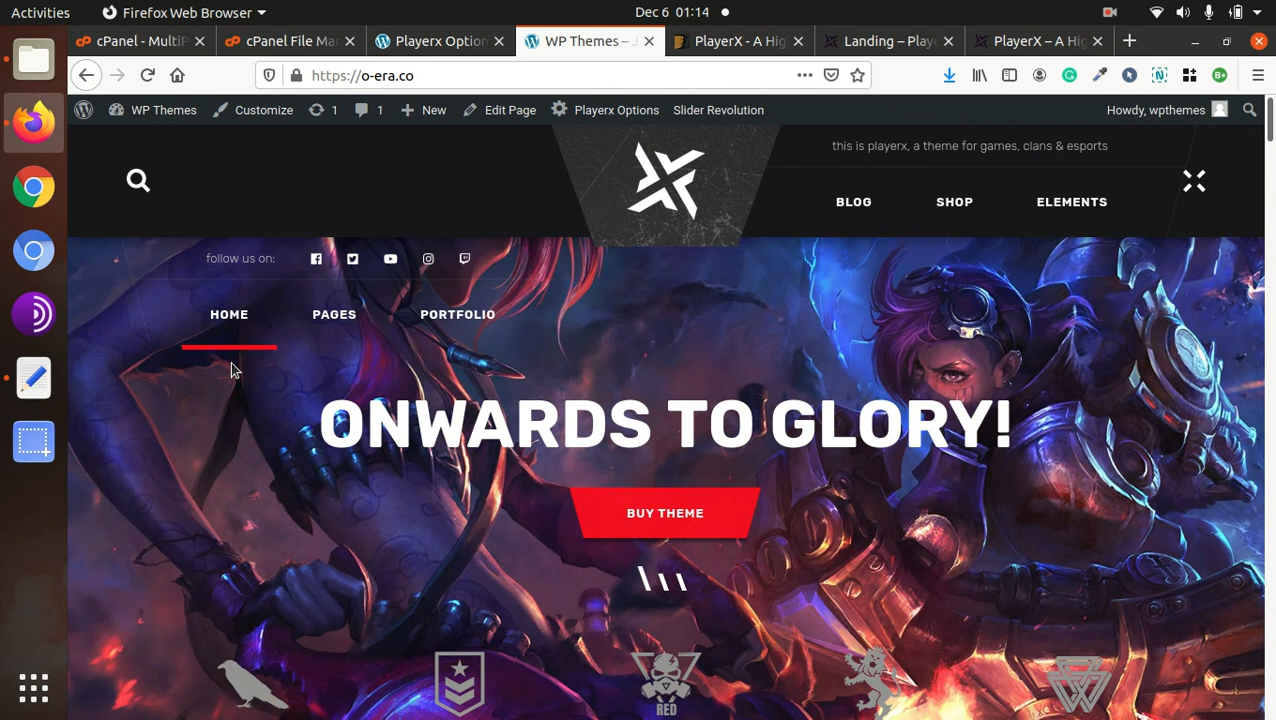 Activities
Firefox Web Browser
Dec 6 01:14
cPanel - MultiP
cPanel File Ma
Playerx Option
WP Themes – J
PlayerX - A Hig
Landing – Playe
PlayerX – A Hig
https://o-era.co
WP Themes
Customize
1
1
New
Edit Page
Playerx Options
Slider Revolution
Howdy, wpthemes
this is playerx, a theme for games, clans & esports
BLOG
SHOP
ELEMENTS
follow us on:
HOME
PAGES
PORTFOLIO
ONWARDS TO GLORY!
BUY THEME
RED